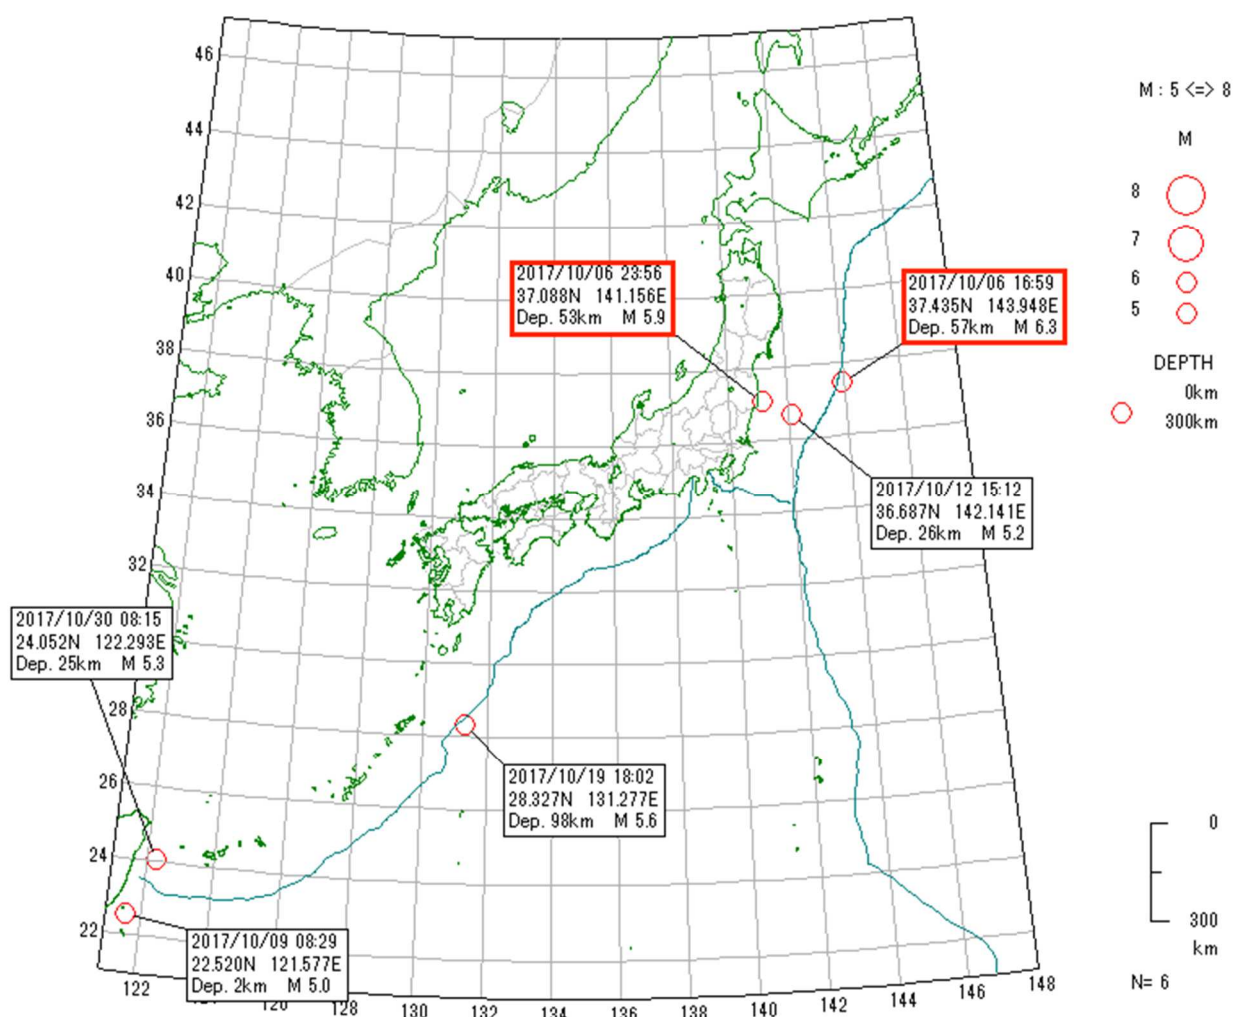 46
44
42
40
38
36
34
32
28
26
24
22
122
128
130
132
134
136
138
140
142
144
146
148
2017/10/06 23:56
37.088N 141.156E
Dep. 53km M 5.9
2017/10/06 16:59
37.435N 143.948E
Dep. 57km M 6.3
2017/10/12 15:12
36.687N 142.141E
Dep. 26km M 5.2
2017/10/30 08:15
24.052N 122.293E
Dep. 25km M 5.3
2017/10/19 18:02
28.327N 131.277E
Dep. 98km M 5.6
2017/10/09 08:29
22.520N 121.577E
Dep. 2km M 5.0
M : 5 <=> 8
M
8
7
6
5
DEPTH
0km
300km
0
300
km
N= 6